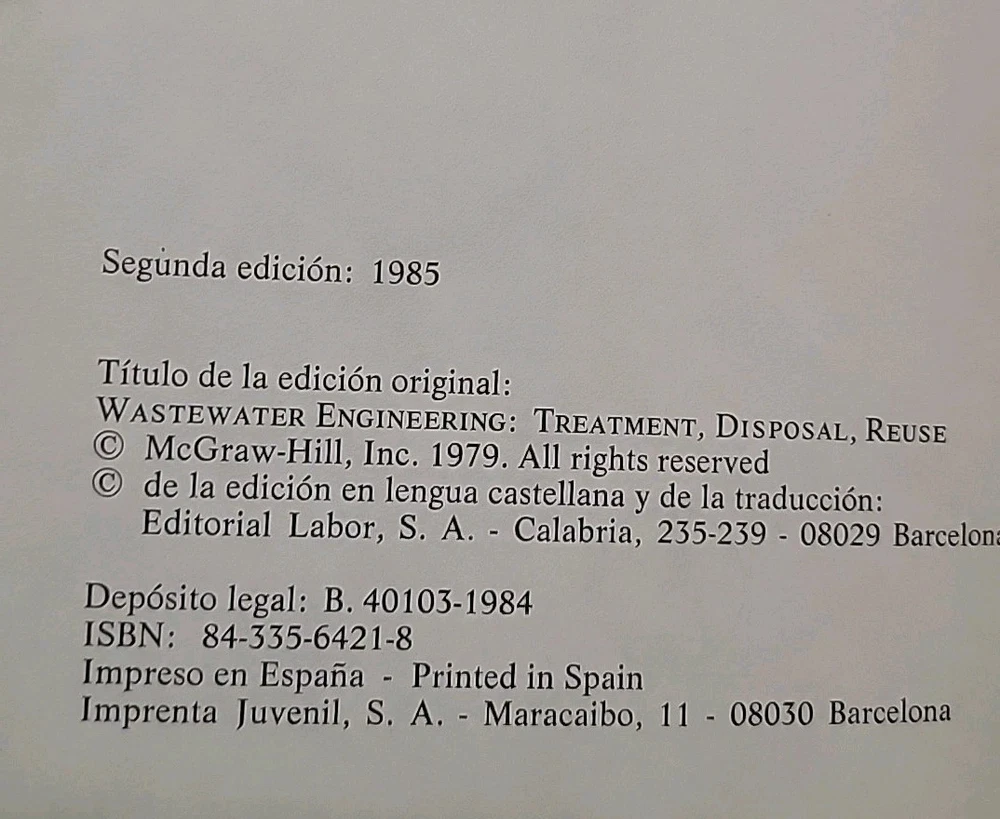 Segunda edición: 1985
Título de la edición original:
WASTEWATER ENGINEERING: TREATMENT, DISPOSAL, REUSE
© McGraw-Hill, Inc. 1979. All rights reserved
© de la edición en lengua castellana y de la traducción:
Editorial Labor, S. A. - Calabria, 235-239 - 08029 Barcelona
Depósito legal: B. 40103-1984
ISBN: 84-335-6421-8
Impreso en España - Printed in Spain
Imprenta Juvenil, S. A. - Maracaibo, 11 - 08030 Barcelona